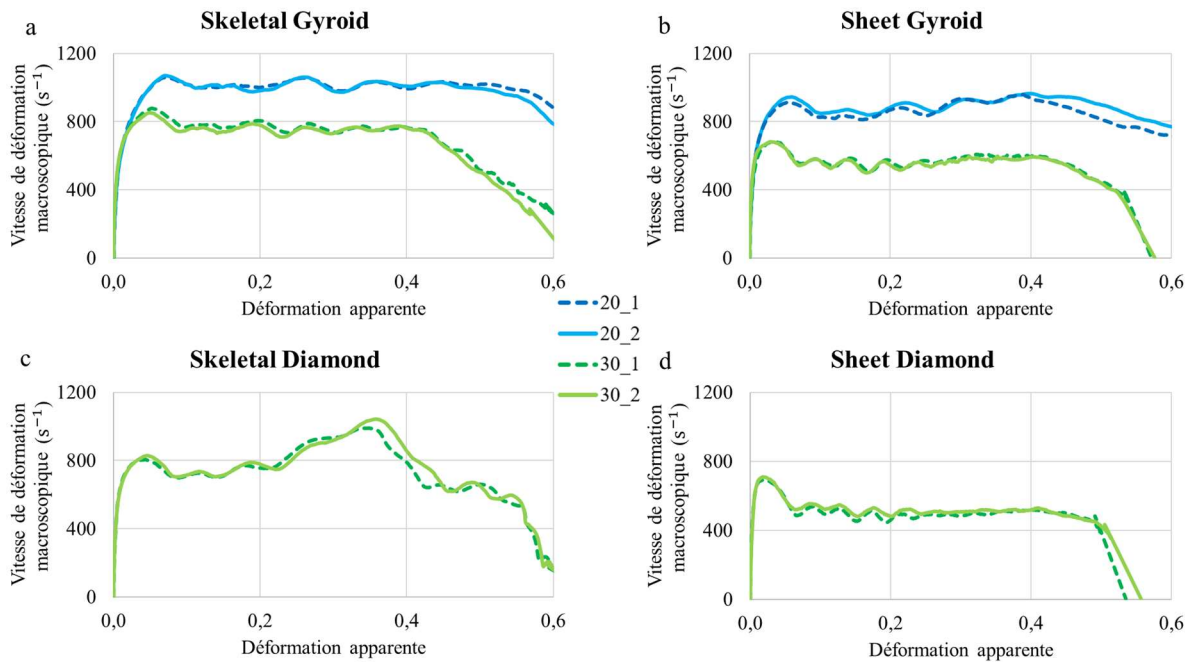 a
Skeletal Gyroid
Vitesse de déformation
macroscopique (s⁻¹)
1200
800
400
0
0,0
0,2
0,4
0,6
Déformation apparente
b
Sheet Gyroid
Vitesse de déformation
macroscopique (s⁻¹)
1200
800
400
0
0,0
0,2
0,4
0,6
Déformation apparente
20_1
20_2
30_1
30_2
c
Skeletal Diamond
Vitesse de déformation
macroscopique (s⁻¹)
1200
800
400
0
0,0
0,2
0,4
0,6
Déformation apparente
d
Sheet Diamond
Vitesse de déformation
macroscopique (s⁻¹)
1200
800
400
0
0,0
0,2
0,4
0,6
Déformation apparente